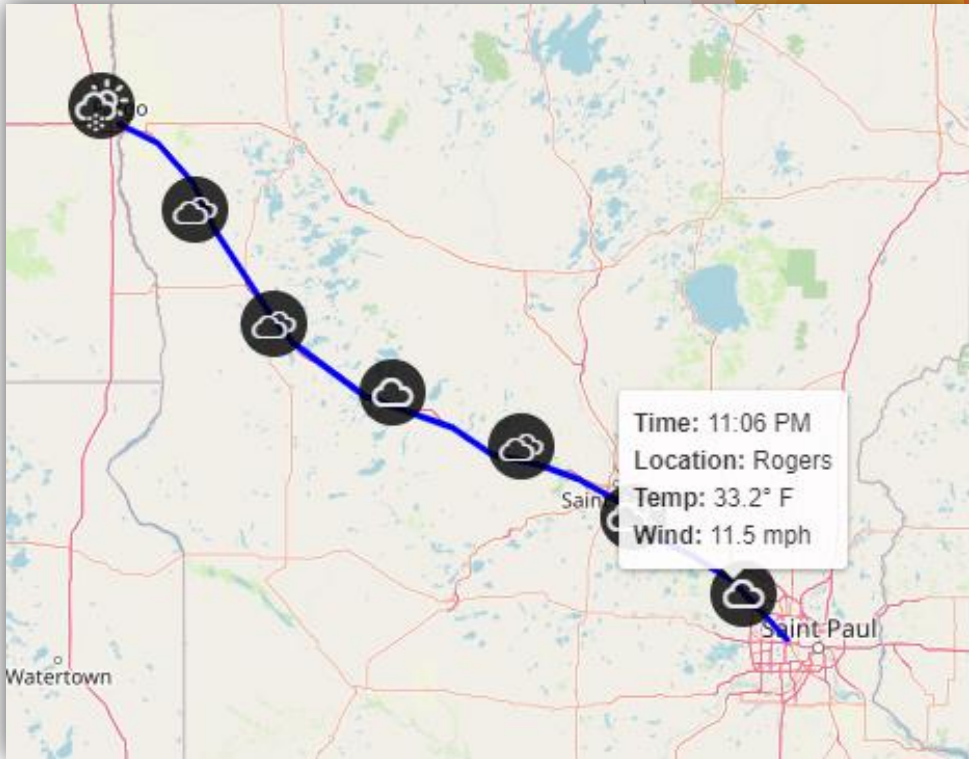 Time: 11:06 PM
Location: Rogers
Temp: 33.2° F
Wind: 11.5 mph
Saint Paul
Watertown